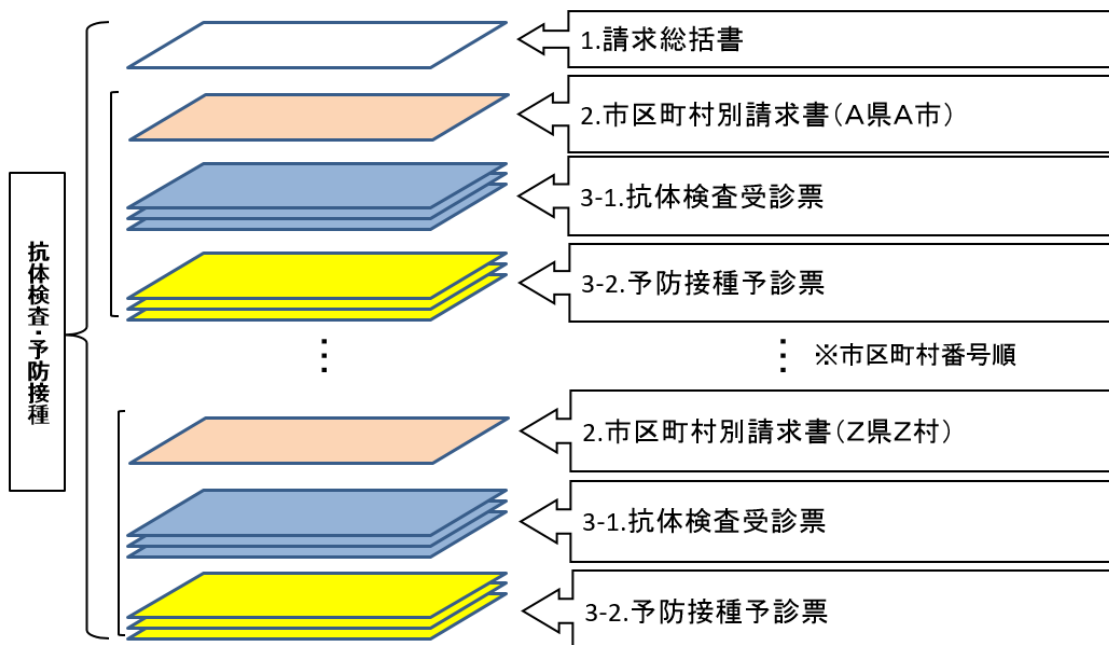 抗体検査・予防接種
1.請求総括書
2.市区町村別請求書(A県A市)
3-1.抗体検査受診票
3-2.予防接種予診票
⋮
⋮ ※市区町村番号順
2.市区町村別請求書(Z県Z村)
3-1.抗体検査受診票
3-2.予防接種予診票